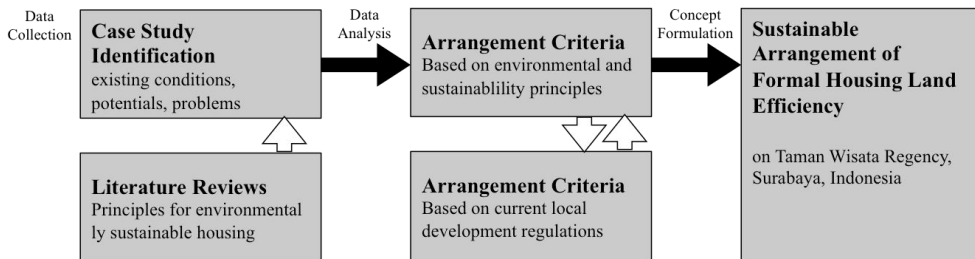 Data
Collection
Case Study
Identification
existing conditions,
potentials, problems
Literature Reviews
Principles for environmental
ly sustainable housing
Data
Analysis
Arrangement Criteria
Based on environmental and
sustainablility principles
Arrangement Criteria
Based on current local
development regulations
Concept
Formulation
Sustainable
Arrangement of
Formal Housing Land
Efficiency
on Taman Wisata Regency,
Surabaya, Indonesia